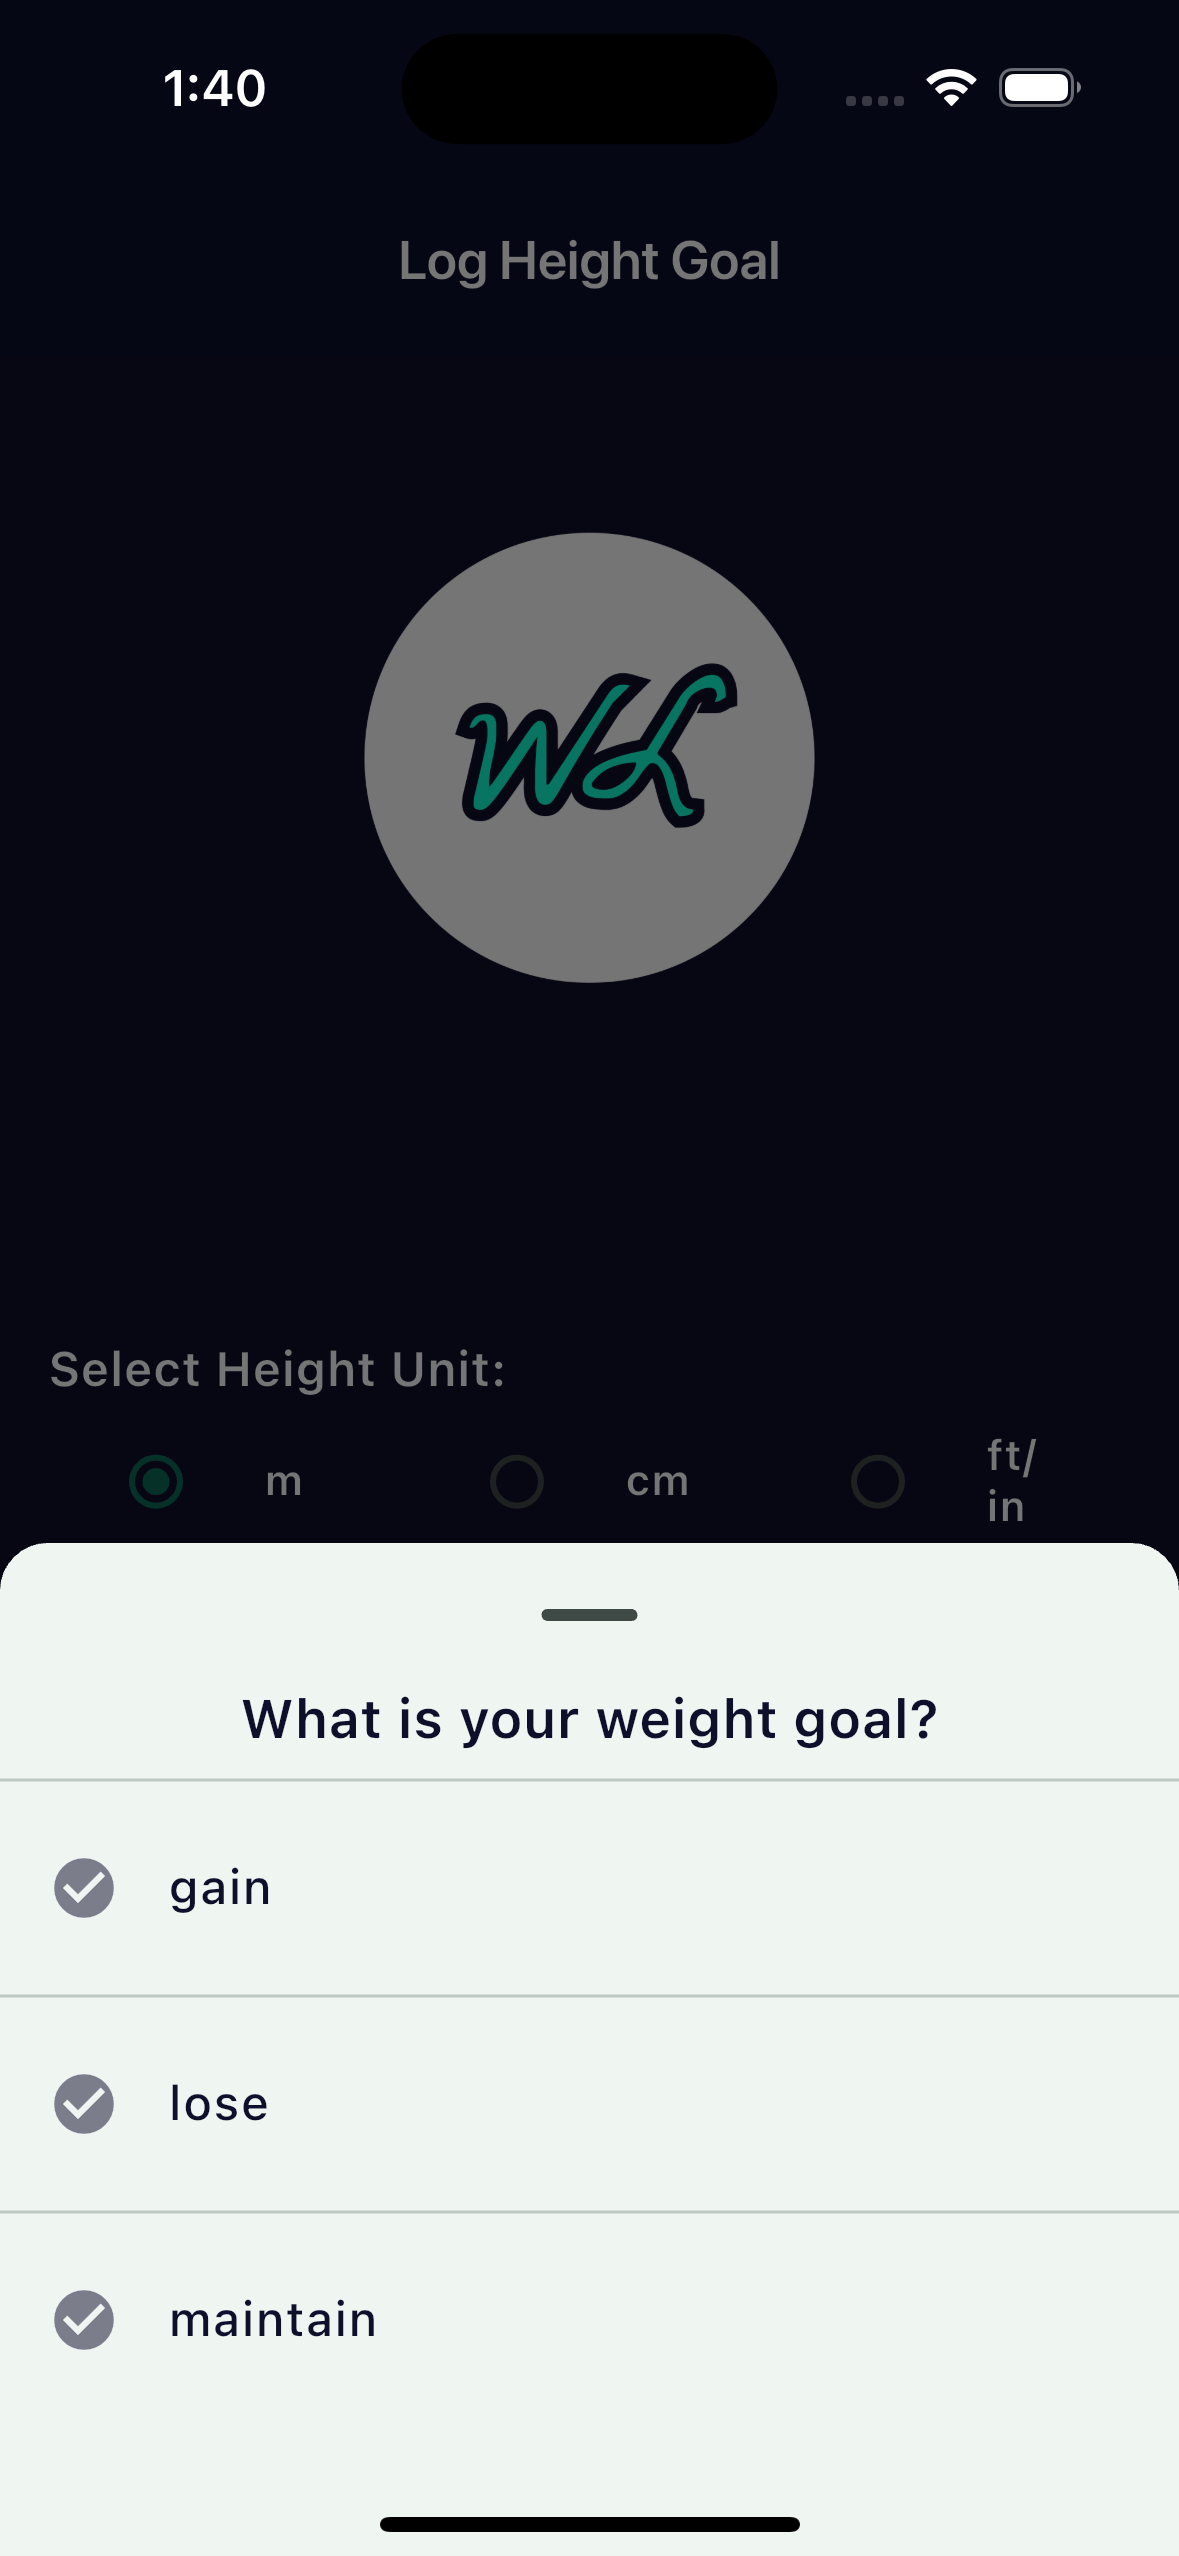 1:40
Log Height Goal
Select Height Unit:
m
cm
ft/
in
What is your weight goal?
gain
lose
maintain